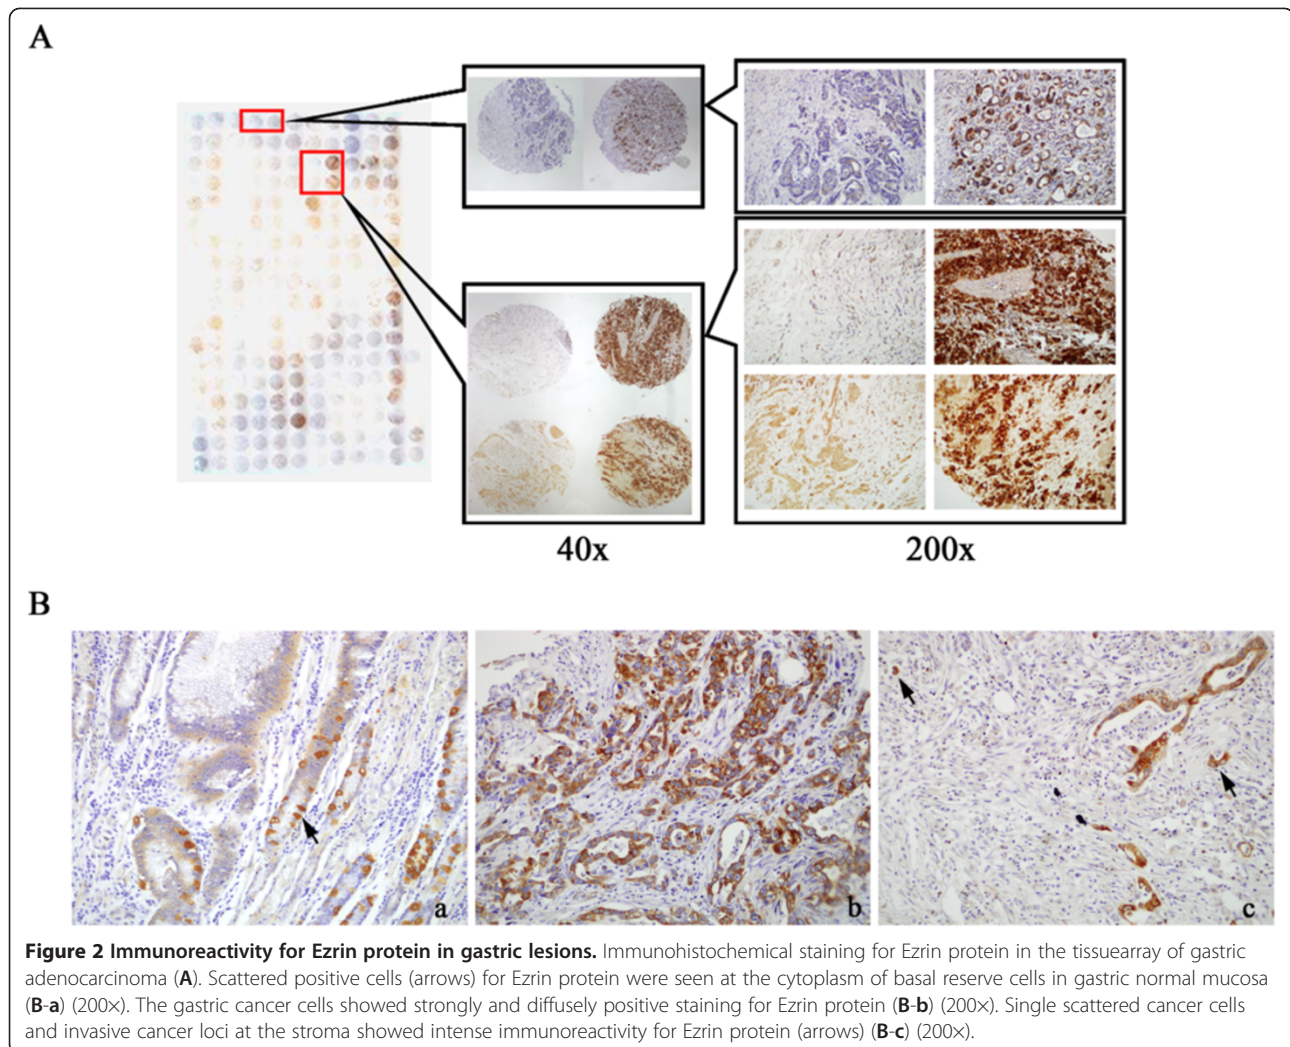 A
40x
200x
B
a
b
c
Figure 2 Immunoreactivity for Ezrin protein in gastric lesions. Immunohistochemical staining for Ezrin protein in the tissuearray of gastric
adenocarcinoma (A). Scattered positive cells (arrows) for Ezrin protein were seen at the cytoplasm of basal reserve cells in gastric normal mucosa
(B-a) (200×). The gastric cancer cells showed strongly and diffusely positive staining for Ezrin protein (B-b) (200×). Single scattered cancer cells
and invasive cancer loci at the stroma showed intense immunoreactivity for Ezrin protein (arrows) (B-c) (200×).